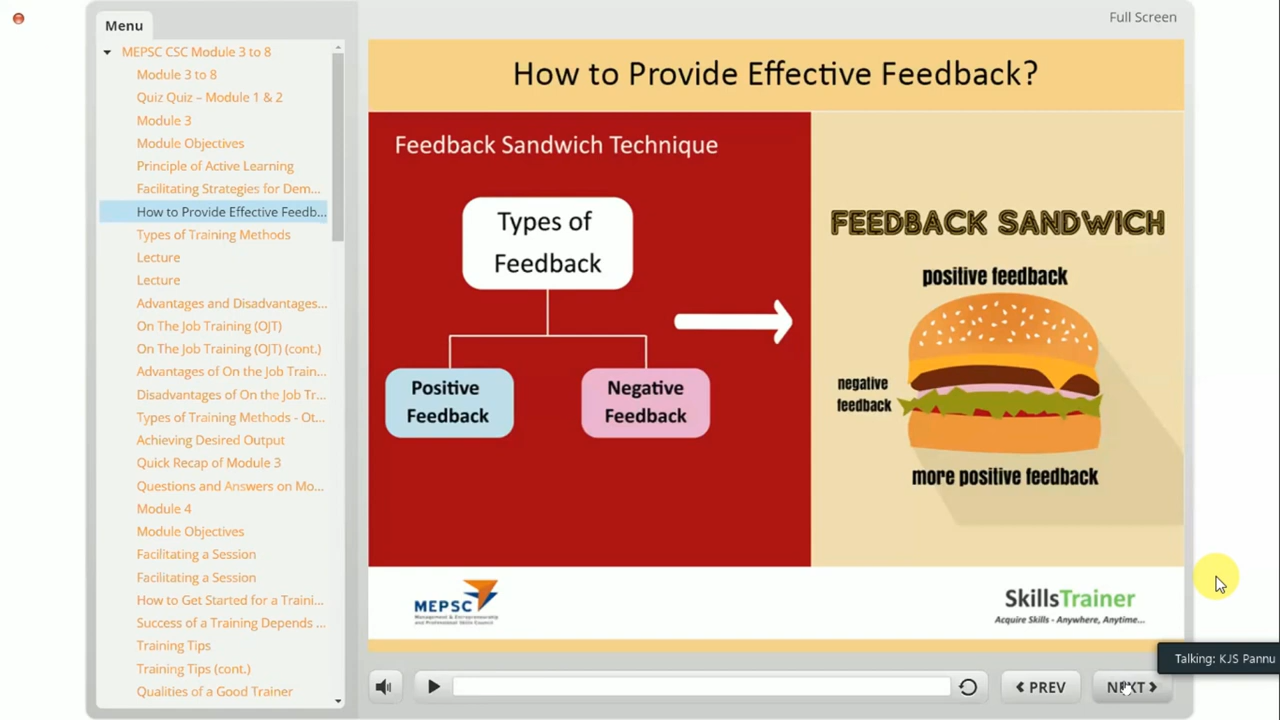 Menu
Full Screen
MEPSC CSC Module 3 to 8
Module 3 to 8
Quiz Quiz – Module 1 & 2
Module 3
Module Objectives
Principle of Active Learning
Facilitating Strategies for Dem...
How to Provide Effective Feedb...
Types of Training Methods
Lecture
Lecture
Advantages and Disadvantages...
On The Job Training (OJT)
On The Job Training (OJT) (cont.)
Advantages of On the Job Train...
Disadvantages of On the Job Tr...
Types of Training Methods - Ot...
Achieving Desired Output
Quick Recap of Module 3
Questions and Answers on Mo...
Module 4
Module Objectives
Facilitating a Session
Facilitating a Session
How to Get Started for a Traini...
Success of a Training Depends ...
Training Tips
Training Tips (cont.)
Qualities of a Good Trainer
How to Provide Effective Feedback?
Feedback Sandwich Technique
Types of
Feedback
Positive
Feedback
Negative
Feedback
FEEDBACK SANDWICH
positive feedback
negative
feedback
more positive feedback
MEPSC
Management & Entrepreneurship
and Professional Skills Council
SkillsTrainer
Acquire Skills - Anywhere, Anytime...
Talking: KJS Pannu
PREV
NEXT